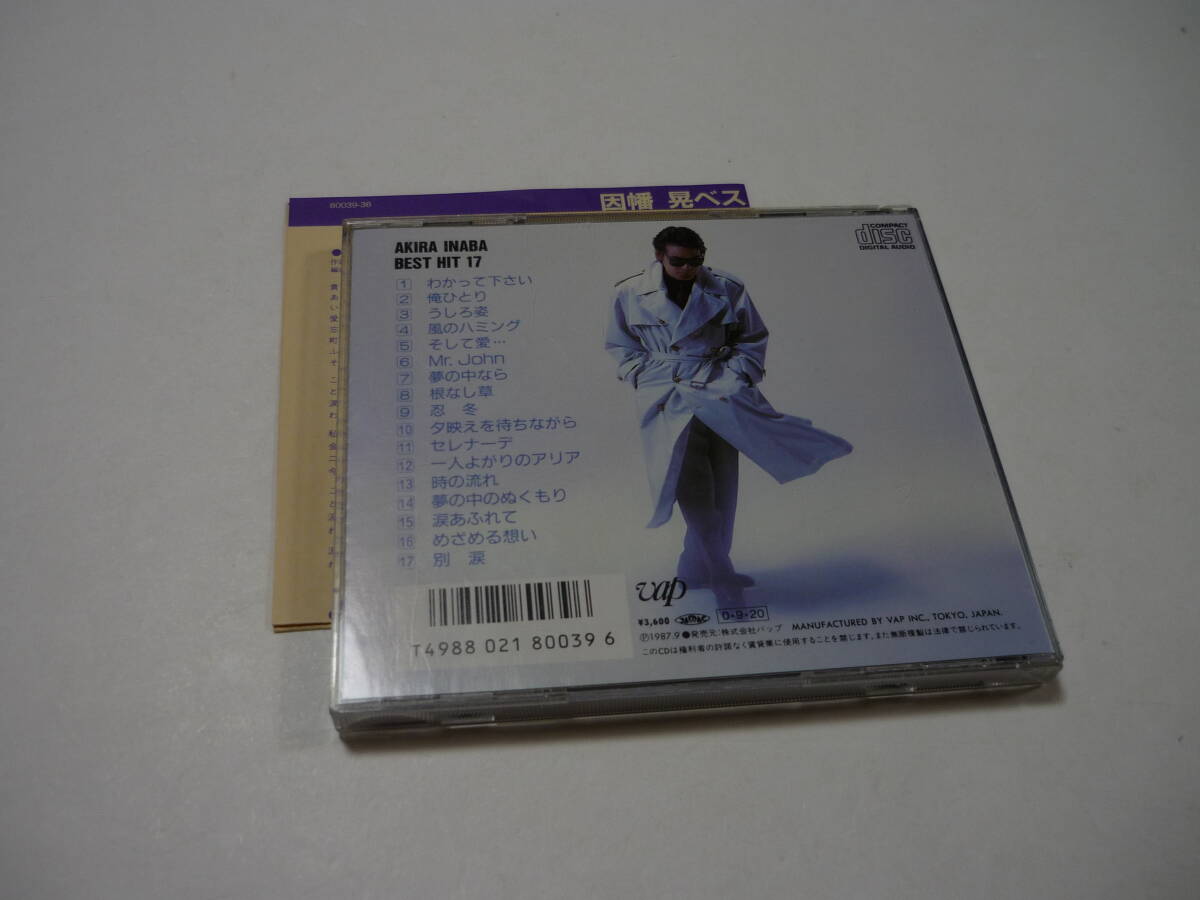 80039-36
因幡 晃ベス
AKIRA INABA
BEST HIT 17
1 わかって下さい
2 俺ひとり
3 うしろ姿
4 風のハミング
5 そして愛…
6 Mr. John
7 夢の中なら
8 根なし草
9 忍 冬
10 夕映えを待ちながら
11 セレナーデ
12 一人よがりのアリア
13 時の流れ
14 夢の中のぬくもり
15 涙あふれて
16 めざめる想い
17 別 涙
COMPACT
disc
DIGITAL AUDIO
T4988 021 80039 6
vap
¥3,600 JASRAC 0・9・20
Ⓟ1987.9 ●発売元:株式会社バップ MANUFACTURED BY VAP INC., TOKYO, JAPAN.
このCDは権利者の許諾なく賃貸業に使用することを禁じます。また無断複製は法律で禁じられています。